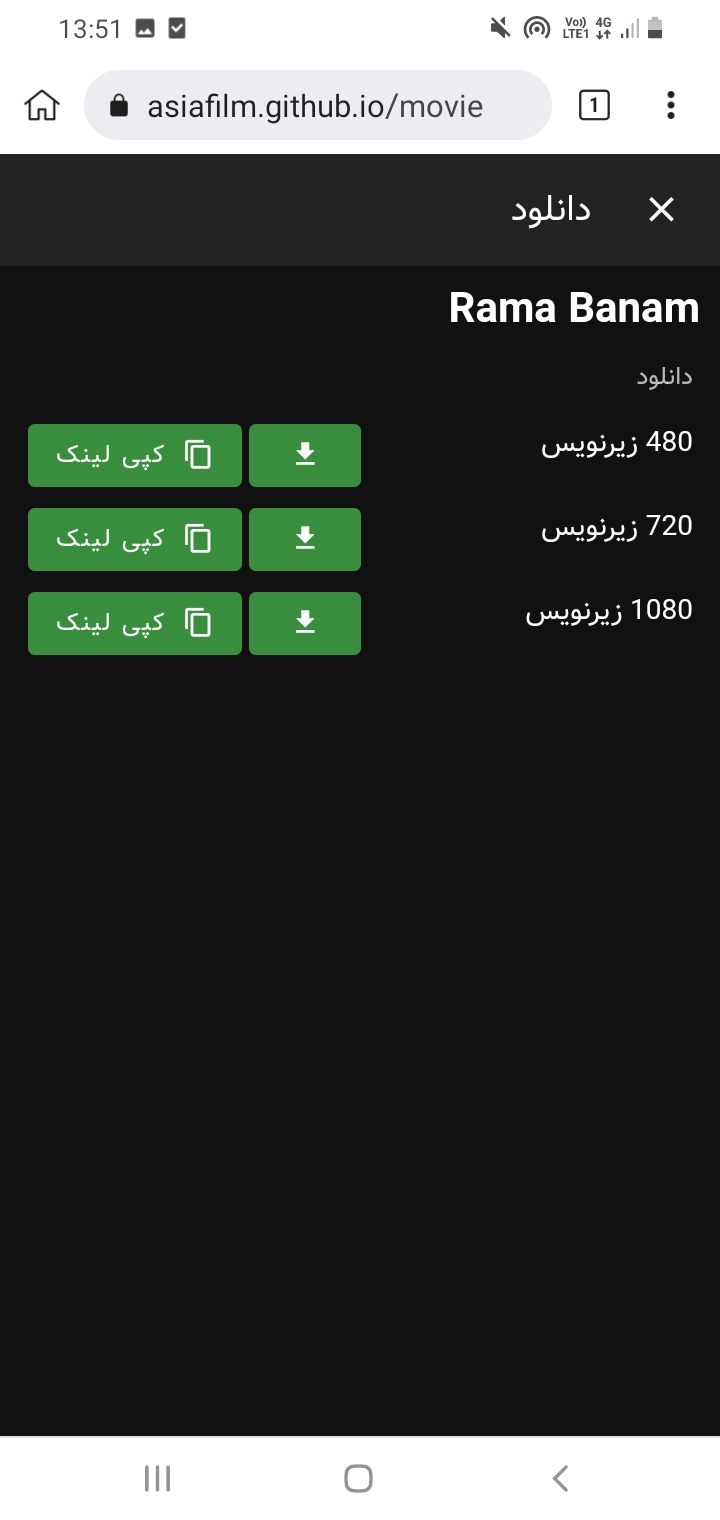 13:51 Vo)) LTE1 4G
asiafilm.github.io/movie 1
دانلود
Rama Banam
دانلود
480 زیرنویس
کپی لینک
720 زیرنویس
کپی لینک
1080 زیرنویس
کپی لینک